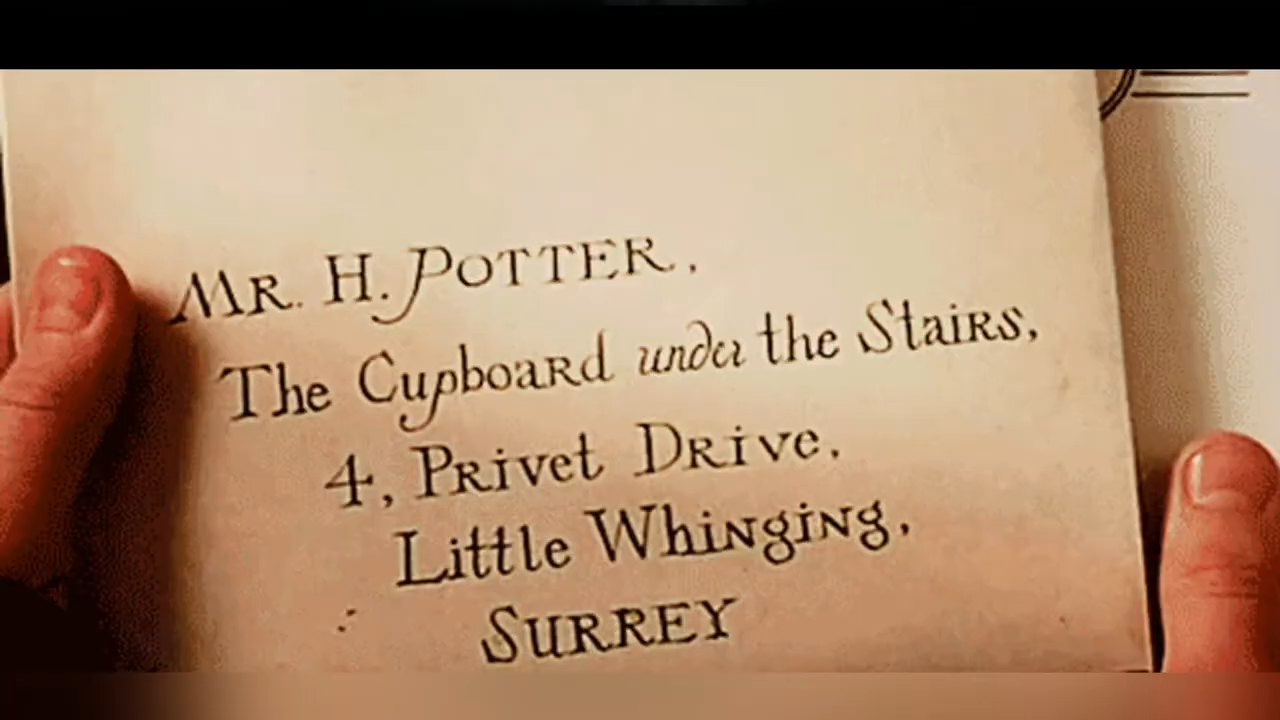 Mr. H. Potter,
The Cupboard under the Stairs,
4, Privet Drive,
Little Whinging,
SURREY